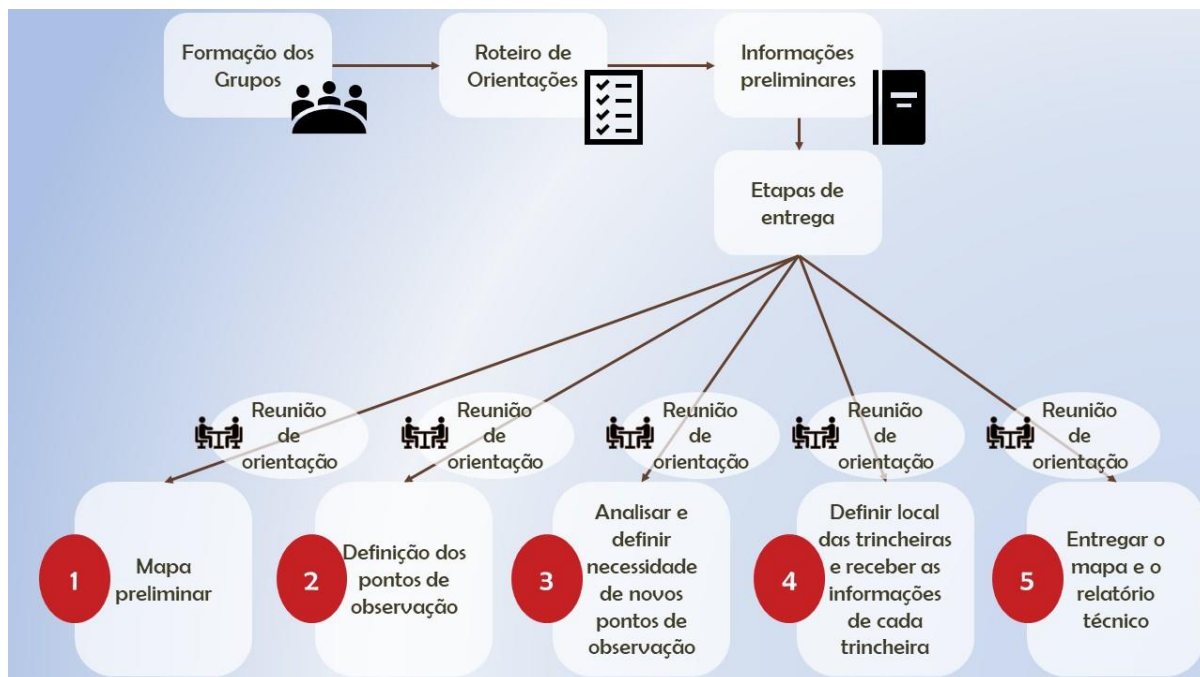 Formação dos
Grupos
Roteiro de
Orientações
Informações
preliminares
Etapas de
entrega
Reunião
de
orientação
Reunião
de
orientação
Reunião
de
orientação
Reunião
de
orientação
Reunião
de
orientação
1
Mapa
preliminar
2
Definição dos
pontos de
observação
3
Analisar e
definir
necessidade
de novos
pontos de
observação
4
Definir local
das trincheiras
e receber as
informações
de cada
trincheira
5
Entregar o
mapa e o
relatório
técnico